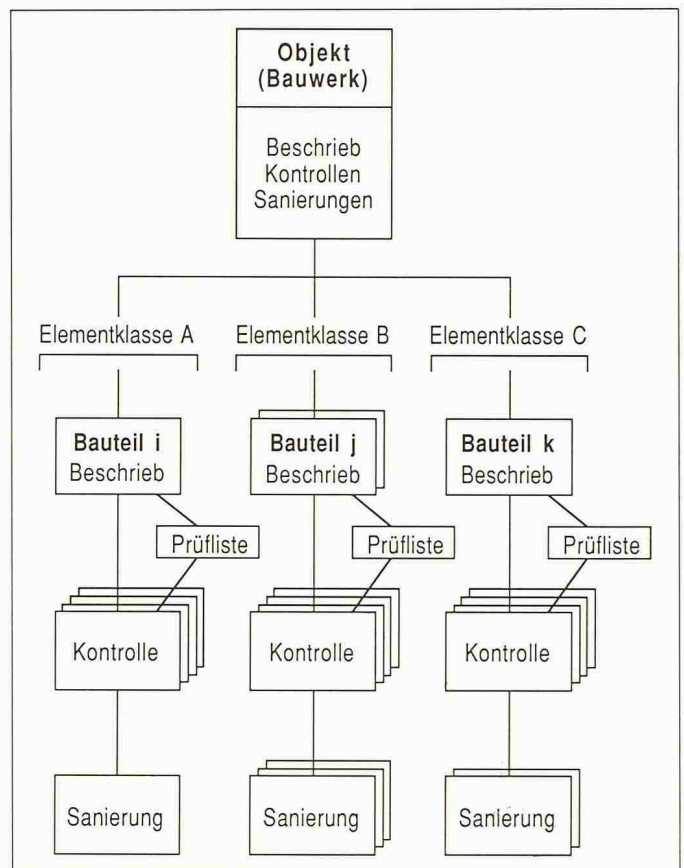 Objekt
(Bauwerk)
Beschrieb
Kontrollen
Sanierungen
Elementklasse A
Elementklasse B
Elementklasse C
Bauteil i
Beschrieb
Bauteil j
Beschrieb
Bauteil k
Beschrieb
Prüfliste
Prüfliste
Prüfliste
Kontrolle
Kontrolle
Kontrolle
Sanierung
Sanierung
Sanierung